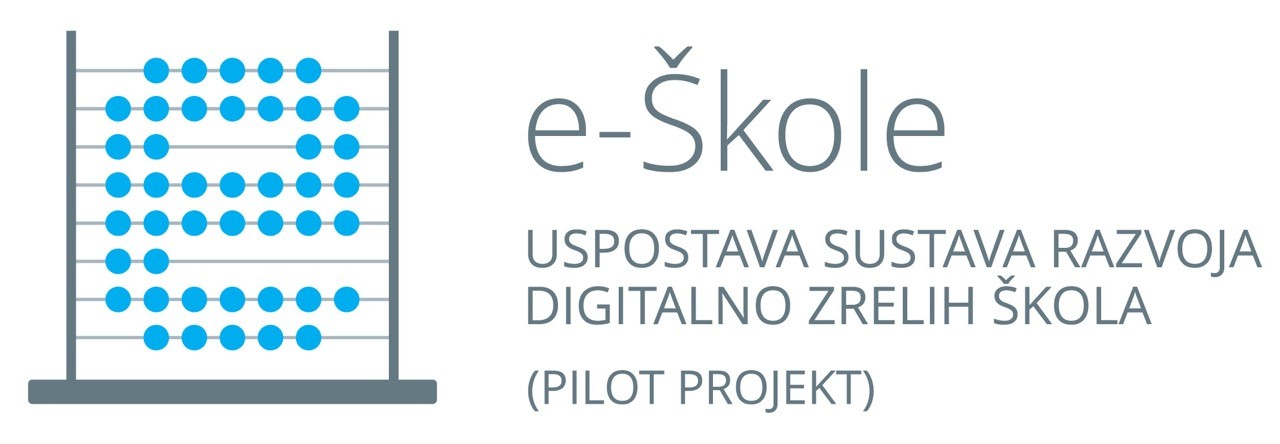 e-Škole
USPOSTAVA SUSTAVA RAZVOJA
DIGITALNO ZRELIH ŠKOLA
(PILOT PROJEKT)